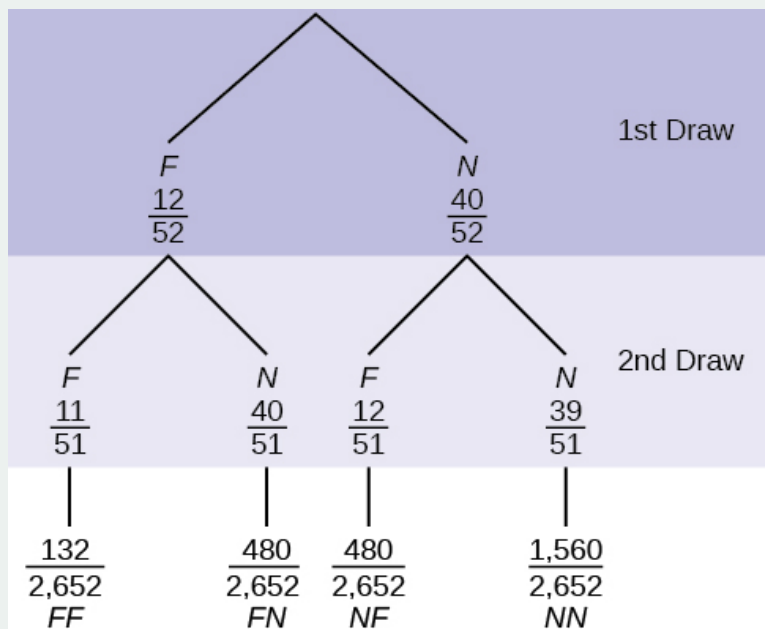 1st Draw
F N
12 40
52 52
2nd Draw
F N F N
11 40 12 39
51 51 51 51
132 480 480 1,560
2,652 2,652 2,652 2,652
FF FN NF NN